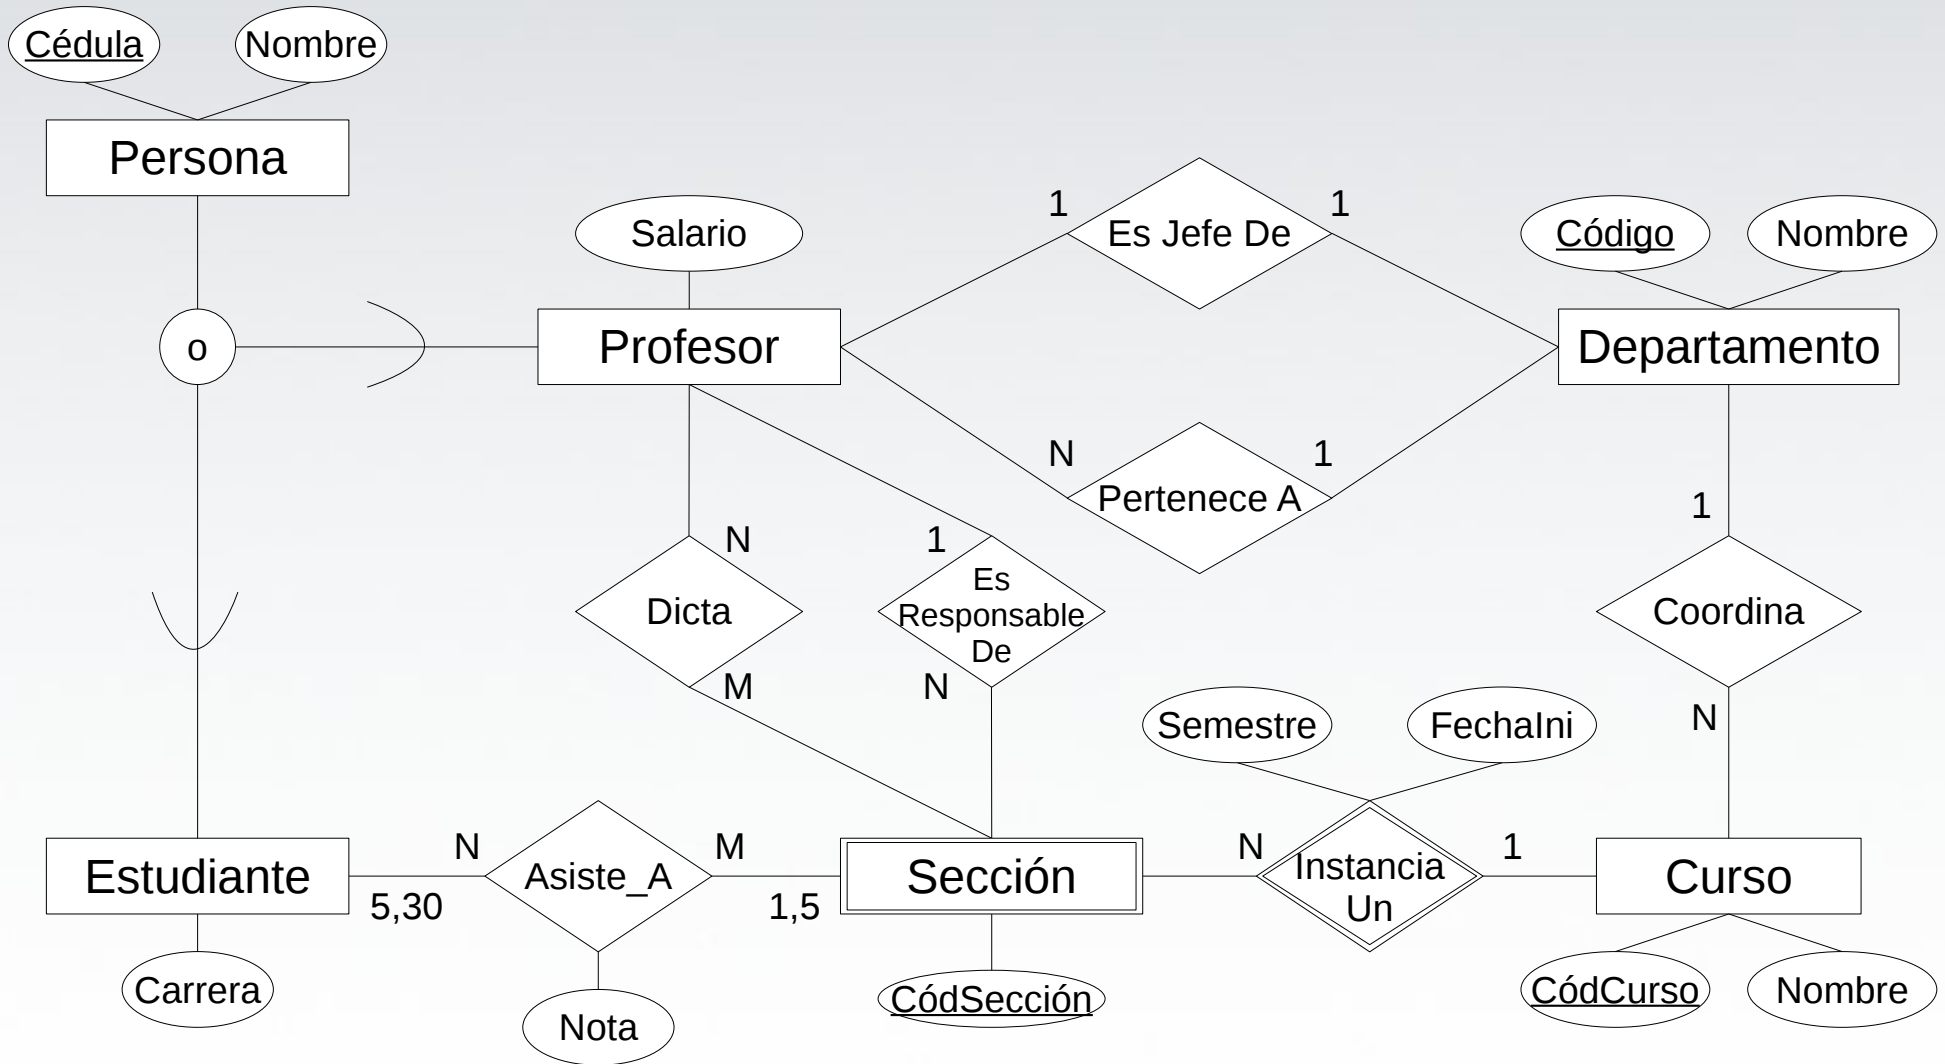 Cédula
Nombre
Persona
Salario
1
Es Jefe De
1
Código
Nombre
o
Profesor
Departamento
N
Pertenece A
1
1
N
Dicta
M
1
Es
Responsable
De
N
Coordina
N
Semestre
FechaIni
Estudiante
N
5,30
Asiste_A
M
1,5
Sección
N
Instancia
Un
1
Curso
Carrera
Nota
CódSección
CódCurso
Nombre